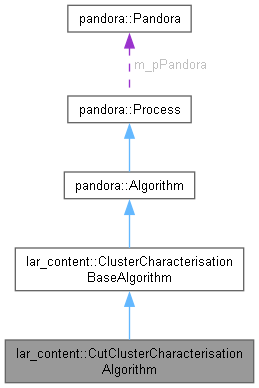 pandora::Pandora
m_pPandora
pandora::Process
pandora::Algorithm
lar_content::ClusterCharacterisation
BaseAlgorithm
lar_content::CutClusterCharacterisation
Algorithm